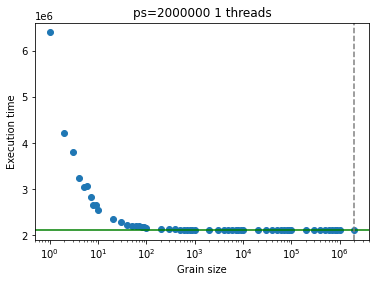 ps=2000000 1 threads
1e6
6
5
4
3
2
Execution time
10⁰ 10¹ 10² 10³ 10⁴ 10⁵ 10⁶
Grain size